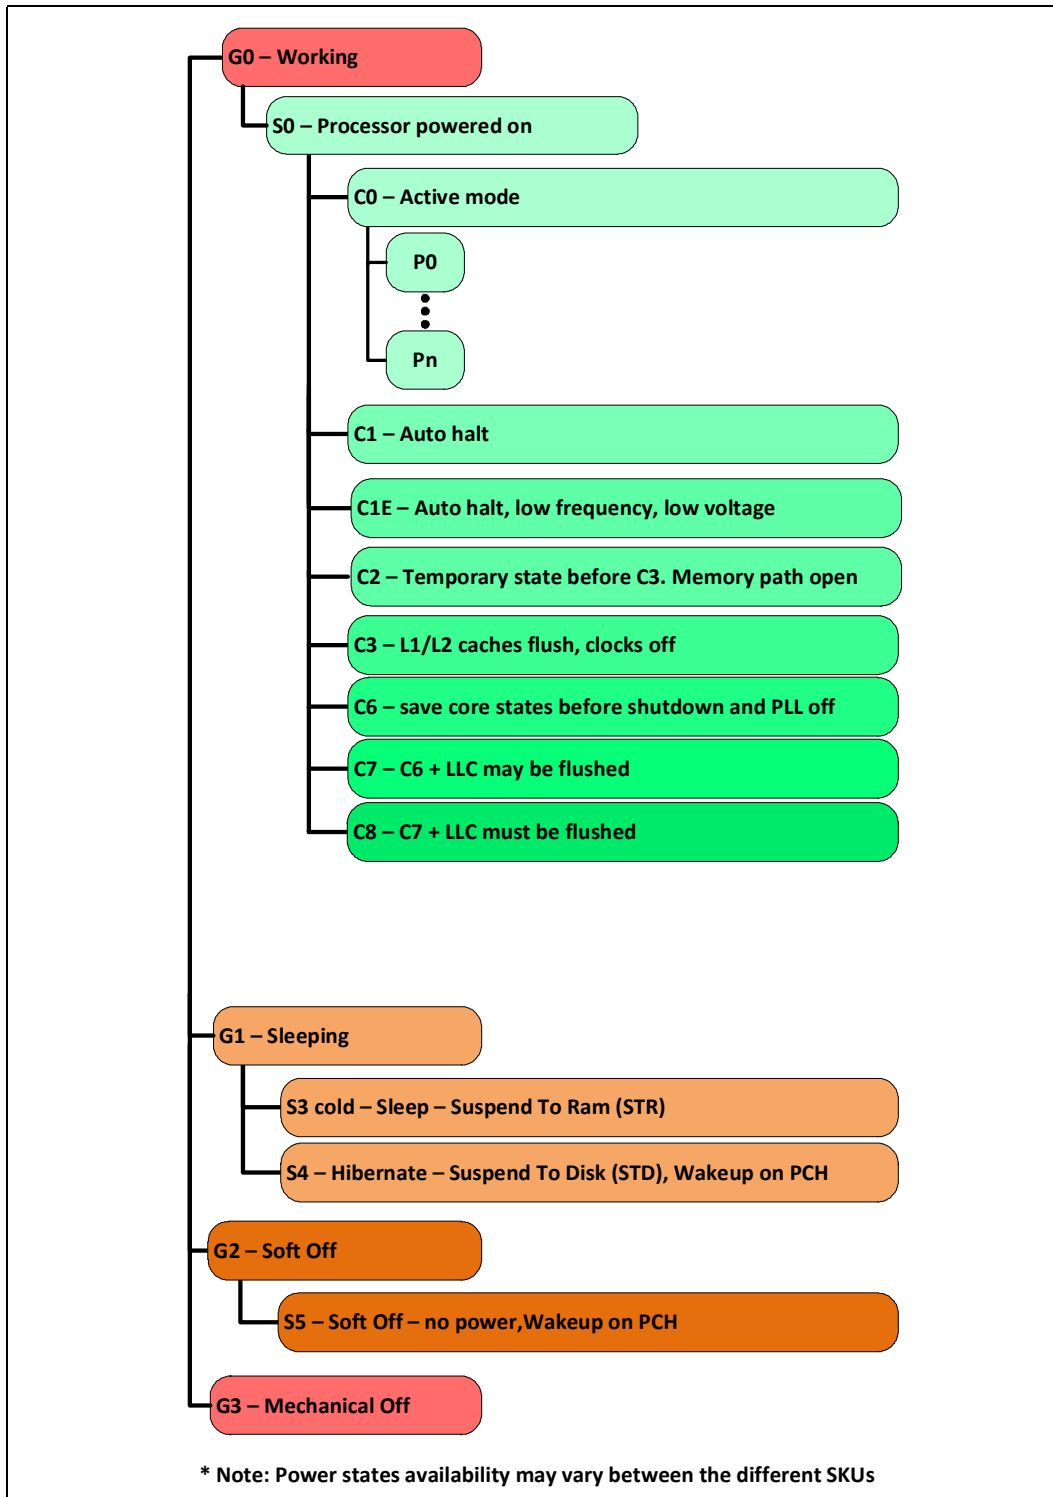 G0 – Working
S0 – Processor powered on
C0 – Active mode
P0
Pn
C1 – Auto halt
C1E – Auto halt, low frequency, low voltage
C2 – Temporary state before C3. Memory path open
C3 – L1/L2 caches flush, clocks off
C6 – save core states before shutdown and PLL off
C7 – C6 + LLC may be flushed
C8 – C7 + LLC must be flushed
G1 – Sleeping
S3 cold – Sleep – Suspend To Ram (STR)
S4 – Hibernate – Suspend To Disk (STD), Wakeup on PCH
G2 – Soft Off
S5 – Soft Off – no power,Wakeup on PCH
G3 – Mechanical Off
* Note: Power states availability may vary between the different SKUs